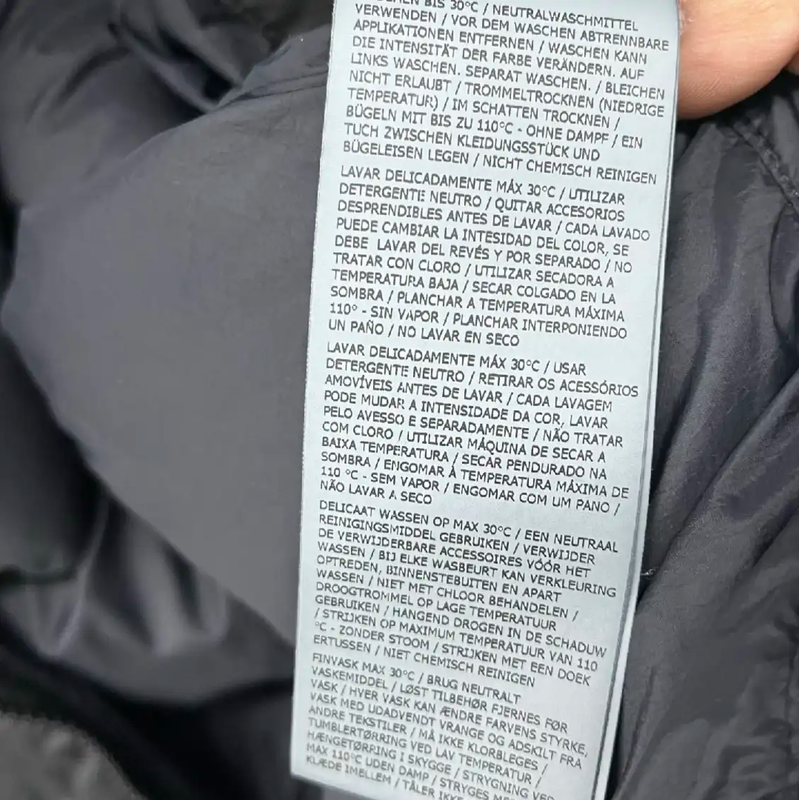 BIS 30°C / NEUTRALWASCHMITTEL
VERWENDEN / VOR DEM WASCHEN ABTRENNBARE
APPLIKATIONEN ENTFERNEN / WASCHEN KANN
DIE INTENSITÄT DER FARBE VERÄNDERN. AUF
LINKS WASCHEN. SEPARAT WASCHEN. / BLEICHEN
NICHT ERLAUBT / TROMMELTROCKNEN (NIEDRIGE
TEMPERATUR) / IM SCHATTEN TROCKNEN /
BÜGELN MIT BIS ZU 110°C - OHNE DAMPF / EIN
TUCH ZWISCHEN KLEIDUNGSSTÜCK UND
BÜGELEISEN LEGEN / NICHT CHEMISCH REINIGEN
LAVAR DELICADAMENTE MÁX 30°C / UTILIZAR
DETERGENTE NEUTRO / QUITAR ACCESORIOS
DESPRENDIBLES ANTES DE LAVAR / CADA LAVADO
PUEDE CAMBIAR LA INTESIDAD DEL COLOR, SE
DEBE LAVAR DEL REVÉS Y POR SEPARADO / NO
TRATAR CON CLORO / UTILIZAR SECADORA A
TEMPERATURA BAJA / SECAR COLGADO EN LA
SOMBRA / PLANCHAR A TEMPERATURA MÁXIMA
110° - SIN VAPOR / PLANCHAR INTERPONIENDO
UN PAÑO / NO LAVAR EN SECO
LAVAR DELICADAMENTE MÁX 30°C / USAR
DETERGENTE NEUTRO / RETIRAR OS ACESSÓRIOS
AMOVÍVEIS ANTES DE LAVAR / CADA LAVAGEM
PODE MUDAR A INTENSIDADE DA COR, LAVAR
PELO AVESSO E SEPARADAMENTE / NÃO TRATAR
COM CLORO / UTILIZAR MÁQUINA DE SECAR A
BAIXA TEMPERATURA / SECAR PENDURADO NA
SOMBRA / ENGOMAR À TEMPERATURA MÁXIMA DE
110 °C - SEM VAPOR / ENGOMAR COM UM PANO /
NÃO LAVAR A SECO
DELICAAT WASSEN OP MAX 30°C / EEN NEUTRAAL
REINIGINGSMIDDEL GEBRUIKEN / VERWIJDER
DE VERWIJDERBARE ACCESSOIRES VÓÓR HET
WASSEN / BIJ ELKE WASBEURT KAN VERKLEURING
OPTREDEN, BINNENSTEBUITEN EN APART
WASSEN / NIET MET CHLOOR BEHANDELEN /
DROOGTROMMEL OP LAGE TEMPERATUUR
GEBRUIKEN / HANGEND DROGEN IN DE SCHADUW
/ STRIJKEN OP MAXIMUM TEMPERATUUR VAN 110
°C - ZONDER STOOM / STRIJKEN MET EEN DOEK
ERTUSSEN / NIET CHEMISCH REINIGEN
FINVASK MAX 30°C / BRUG NEUTRALT
VASKEMIDDEL / LØST TILBEHØR FJERNES FØR
VASK / HVER VASK KAN ÆNDRE FARVENS STYRKE,
VASK MED UDADVENDT VRANGE OG ADSKILT FRA
ANDRE TEKSTILER / MÅ IKKE KLORBLEGES /
TUMBLERTØRRING VED LAV TEMPERATUR /
HÆNGETØRRING I SKYGGE / STRYGNING VED
MAX 110°C UDEN DAMP / STRYGES MED
KLÆDE IMELLEM / TÅLER IKKE